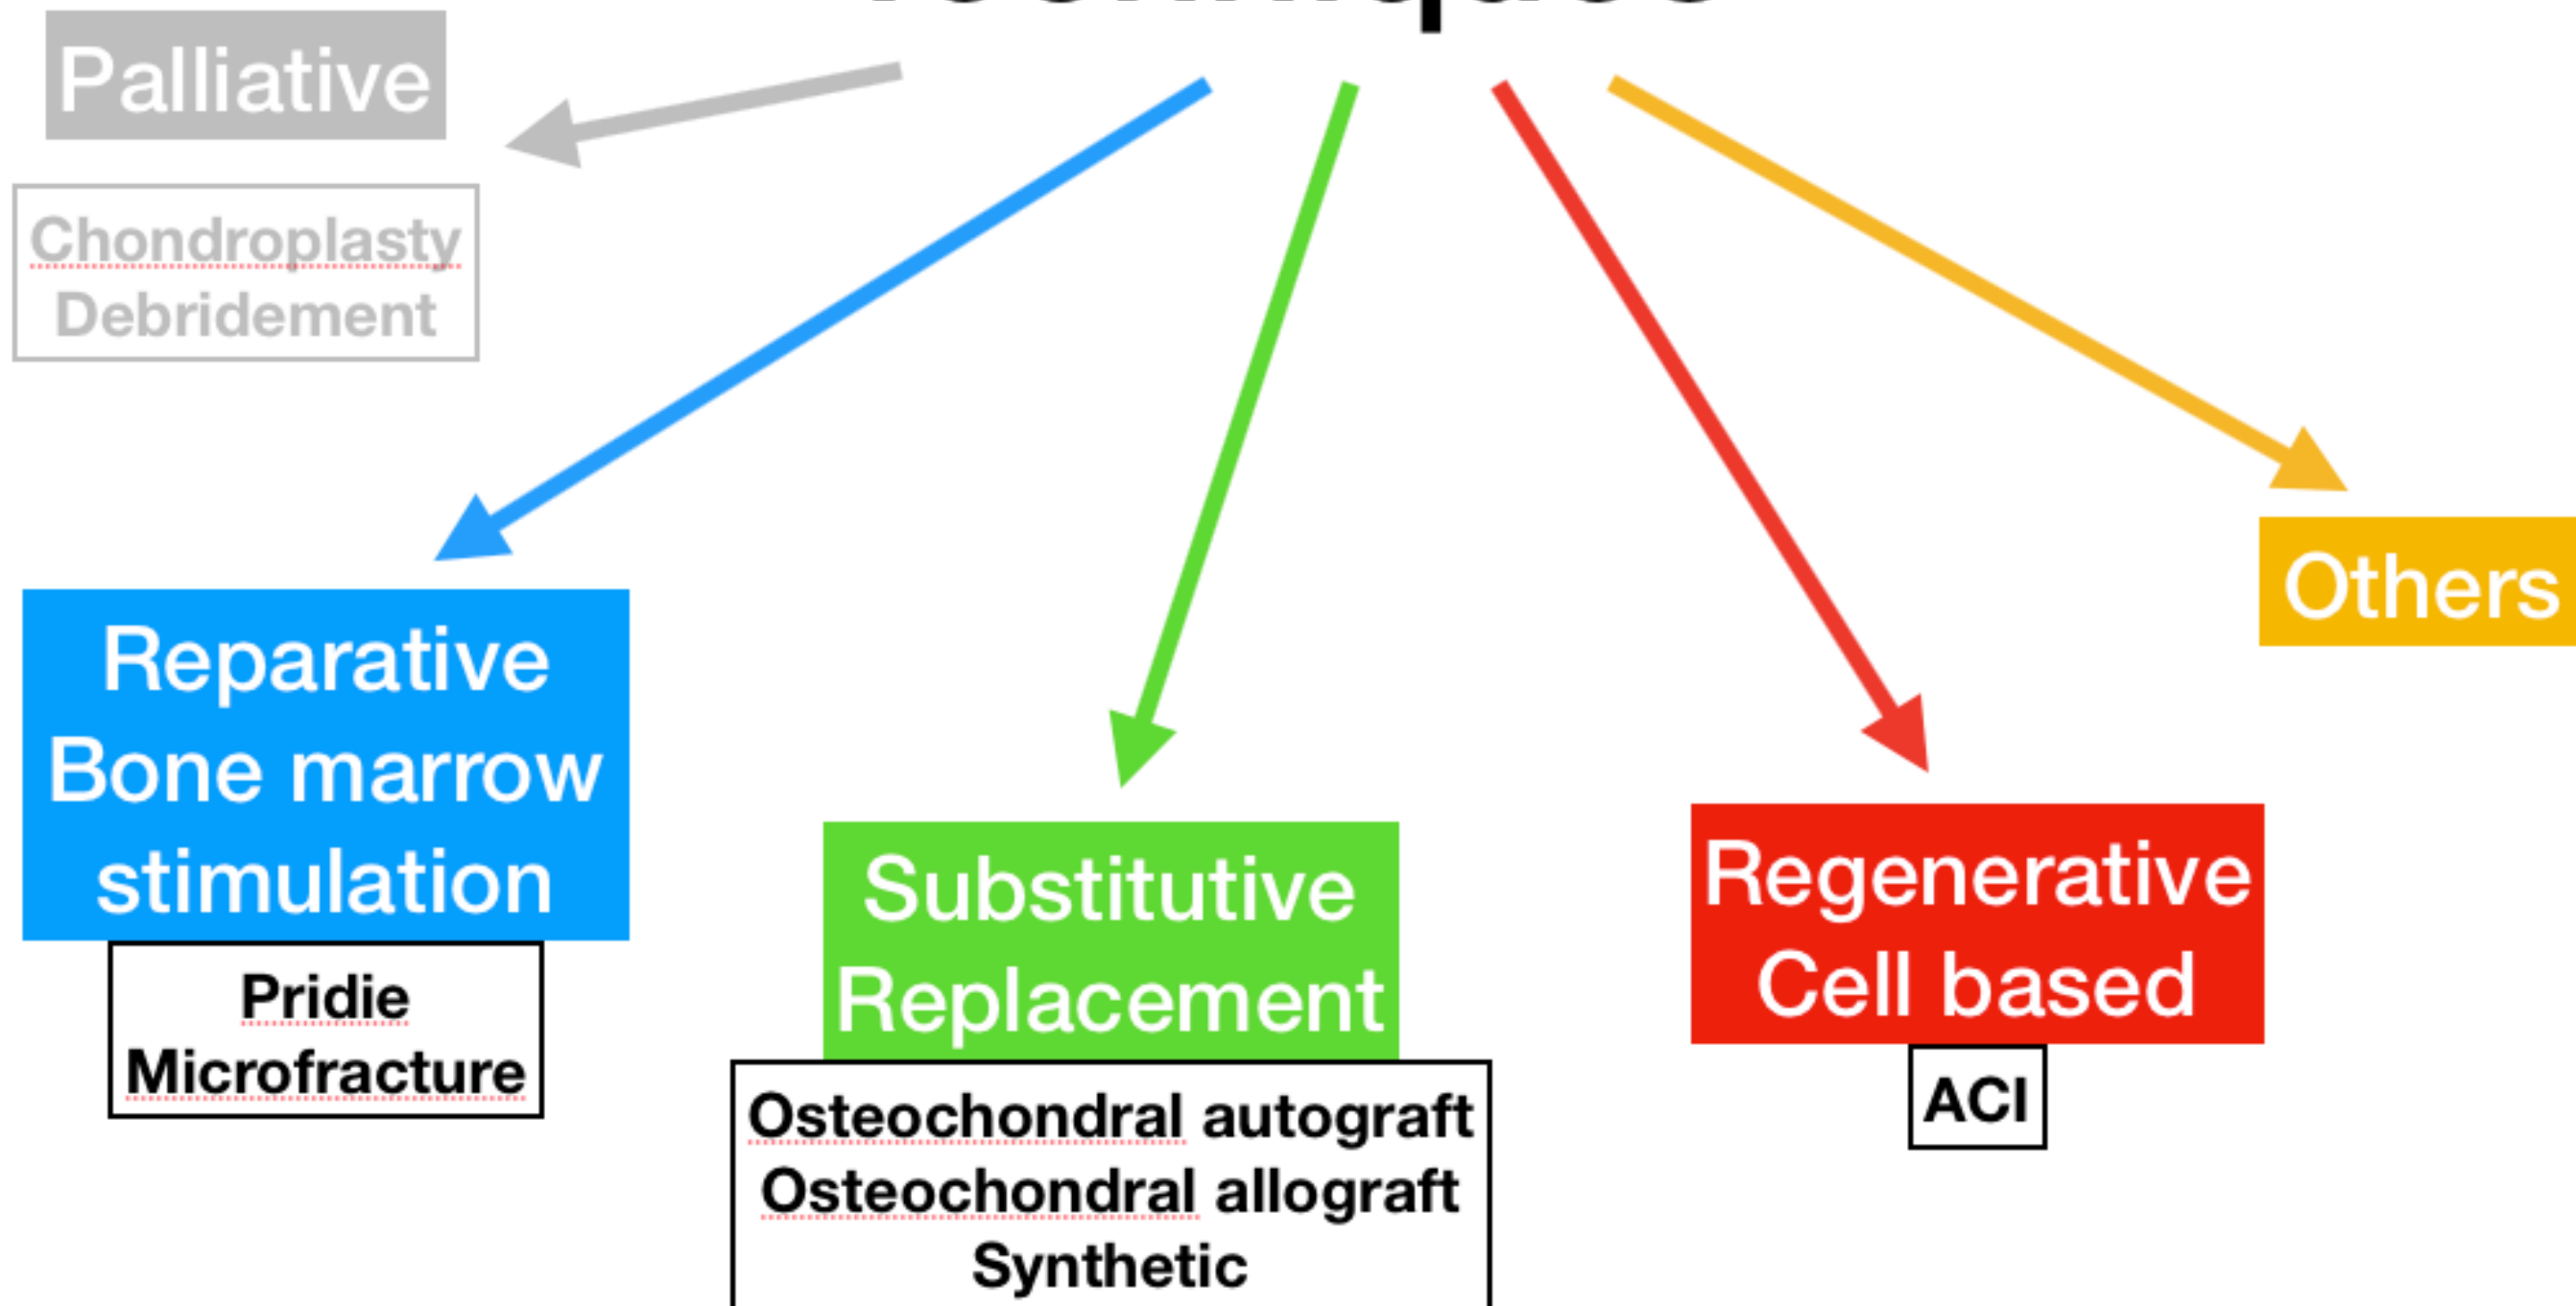 Palliative
Chondroplasty
Debridement
Others
Reparative
Bone marrow
stimulation
Pridie
Microfracture
Substitutive
Replacement
Osteochondral autograft
Osteochondral allograft
Synthetic
Regenerative
Cell based
ACI